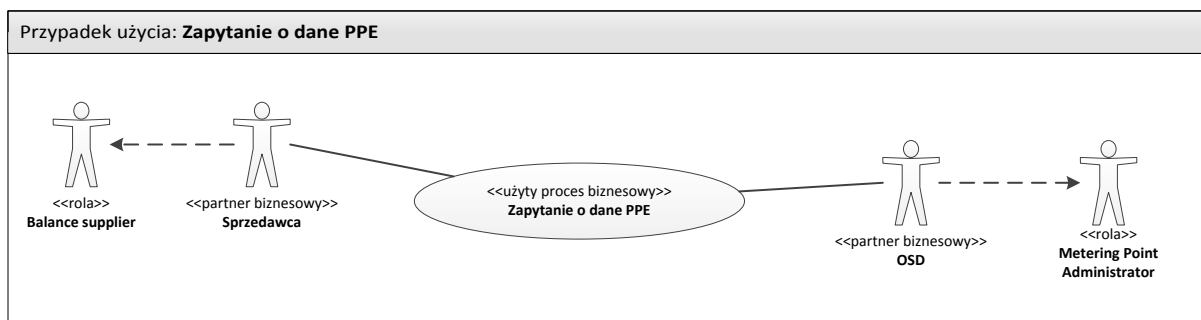 Przypadek użycia: Zapytanie o dane PPE
<<użyty proces biznesowy>>
Zapytanie o dane PPE
<<rola>>
Balance supplier
<<partner biznesowy>>
Sprzedawca
<<partner biznesowy>>
OSD
<<rola>>
Metering Point
Administrator